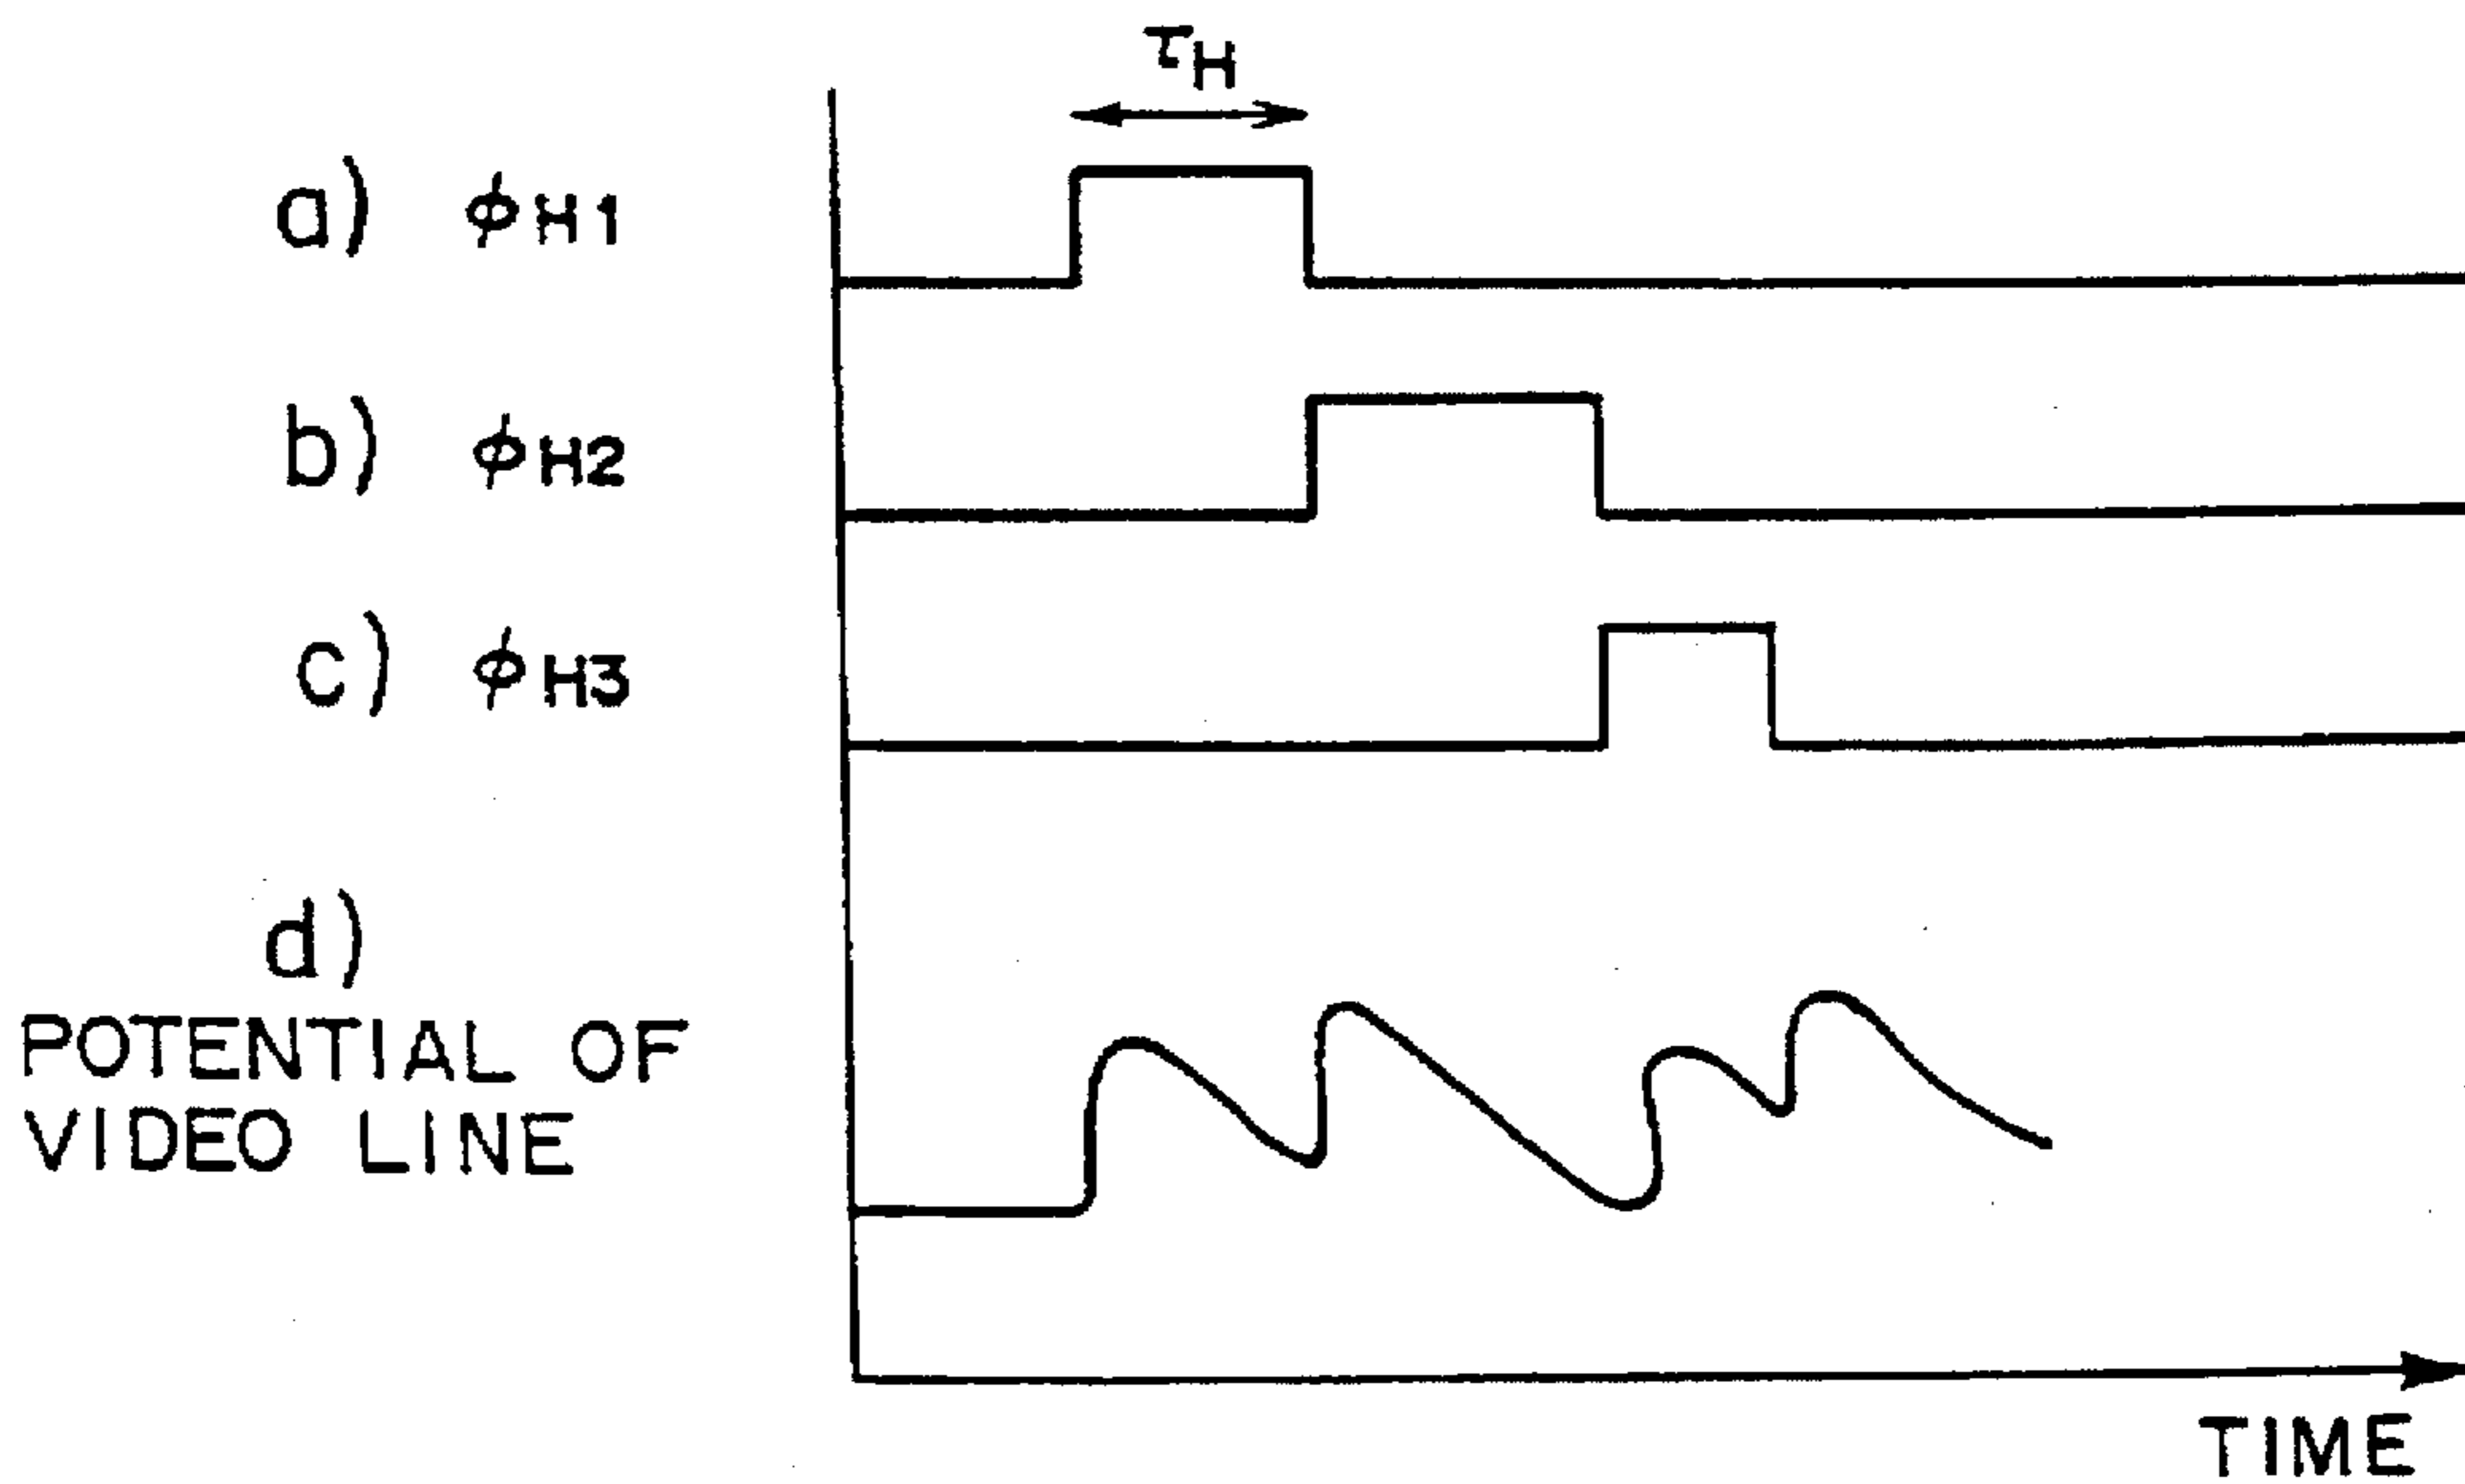 τH
a) ϕH1
b) ϕH2
c) ϕH3
d)
POTENTIAL OF
VIDEO LINE
TIME